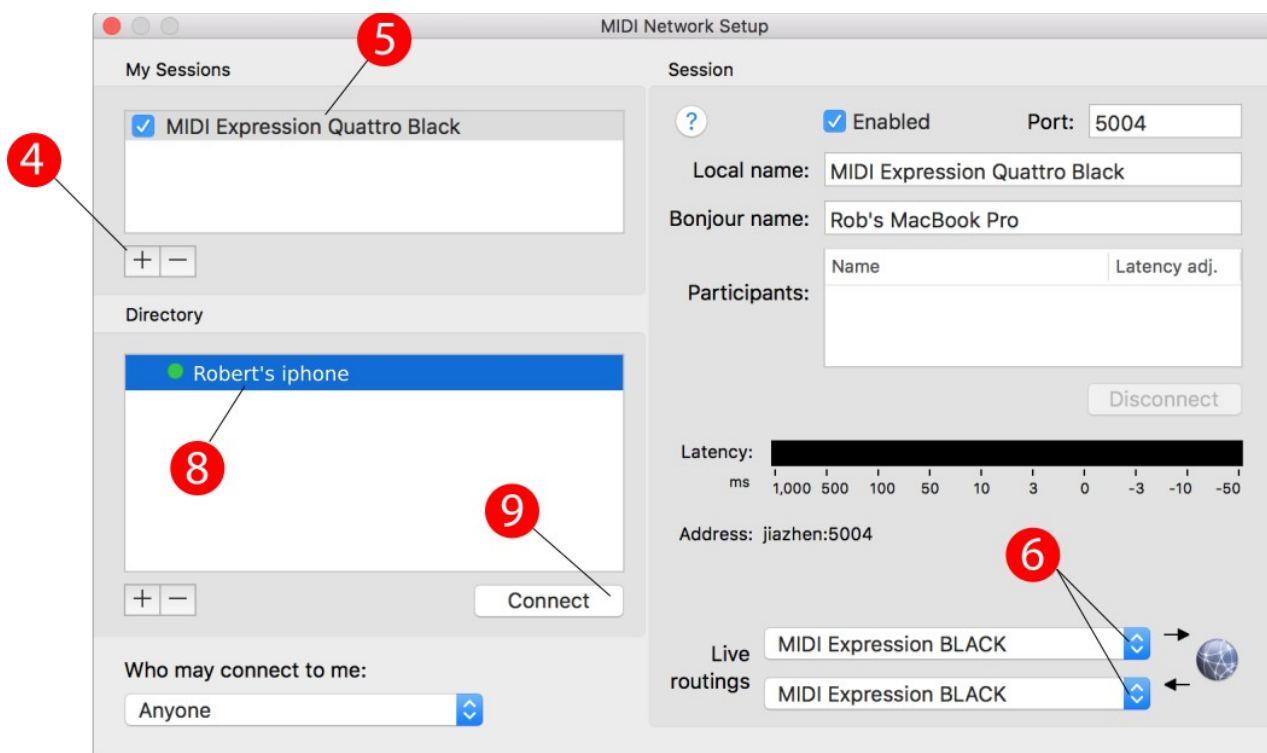 MIDI Network Setup
5
My Sessions
MIDI Expression Quattro Black
4
+ −
Directory
Robert's iphone
8
9
+ −
Connect
Who may connect to me:
Anyone
Session
?
Enabled
Port: 5004
Local name: MIDI Expression Quattro Black
Bonjour name: Rob's MacBook Pro
Participants:
Name Latency adj.
Disconnect
Latency:
ms 1,000 500 100 50 10 3 0 -3 -10 -50
Address: jiazhen:5004
6
Live routings
MIDI Expression BLACK
MIDI Expression BLACK